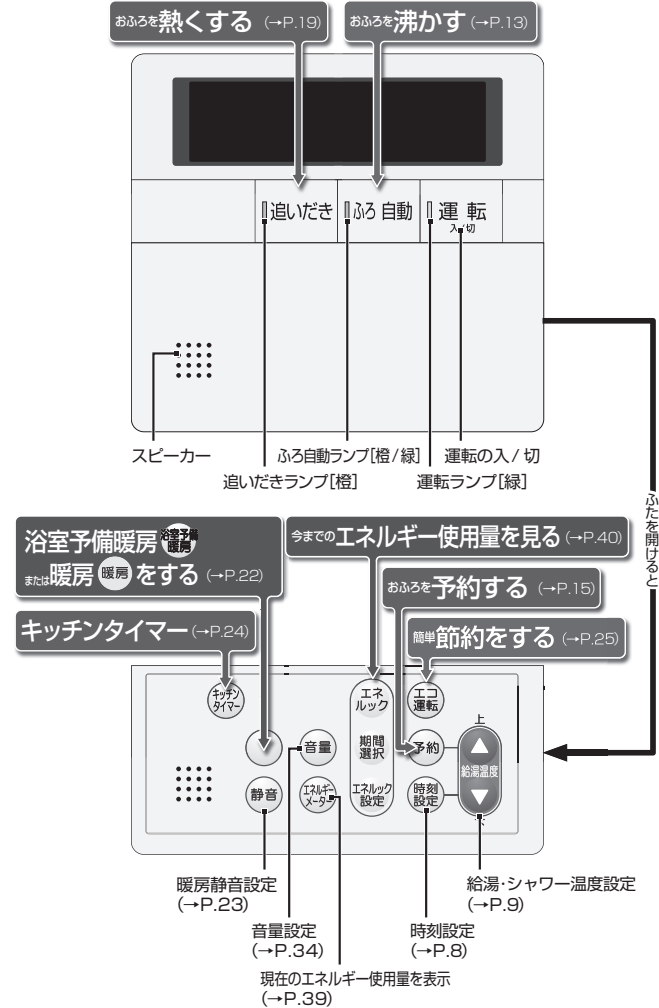 おふろを熱くする (→P.19)
おふろを沸かす (→P.13)
追いだき
ふろ 自動
運 転
入/切
スピーカー
ふろ自動ランプ[橙/緑]
運転の入/切
追いだきランプ[橙]
運転ランプ[緑]
ふたを開けると
浴室予備暖房 浴室予備暖房
または暖房 暖房 をする (→P.22)
今までのエネルギー使用量を見る (→P.40)
おふろを予約する (→P.15)
キッチンタイマー (→P.24)
簡単節約をする (→P.25)
キッチン
タイマー
エネ
ルック
エコ
運転
上
音量
期間
選択
予約
給湯温度
静音
エネルギー
メーター
エネルック
設定
時刻
設定
暖房静音設定
(→P.23)
給湯・シャワー温度設定
(→P.9)
音量設定
(→P.34)
時刻設定
(→P.8)
現在のエネルギー使用量を表示
(→P.39)